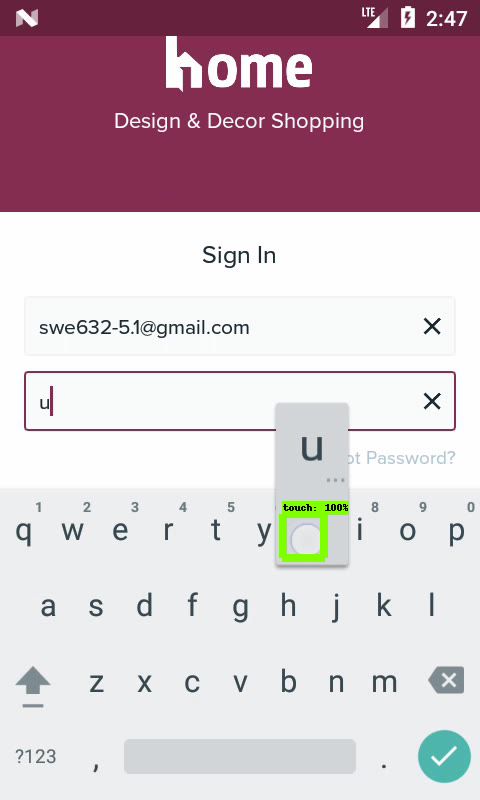 LTE 2:47
home
Design & Decor Shopping
Sign In
swe632-5.1@gmail.com
u
u
ot Password?
touch: 100%
1 2 3 4 5 8 9 0
q w e r t y i o p
a s d f g h j k l
z x c v b n m
?123 , .